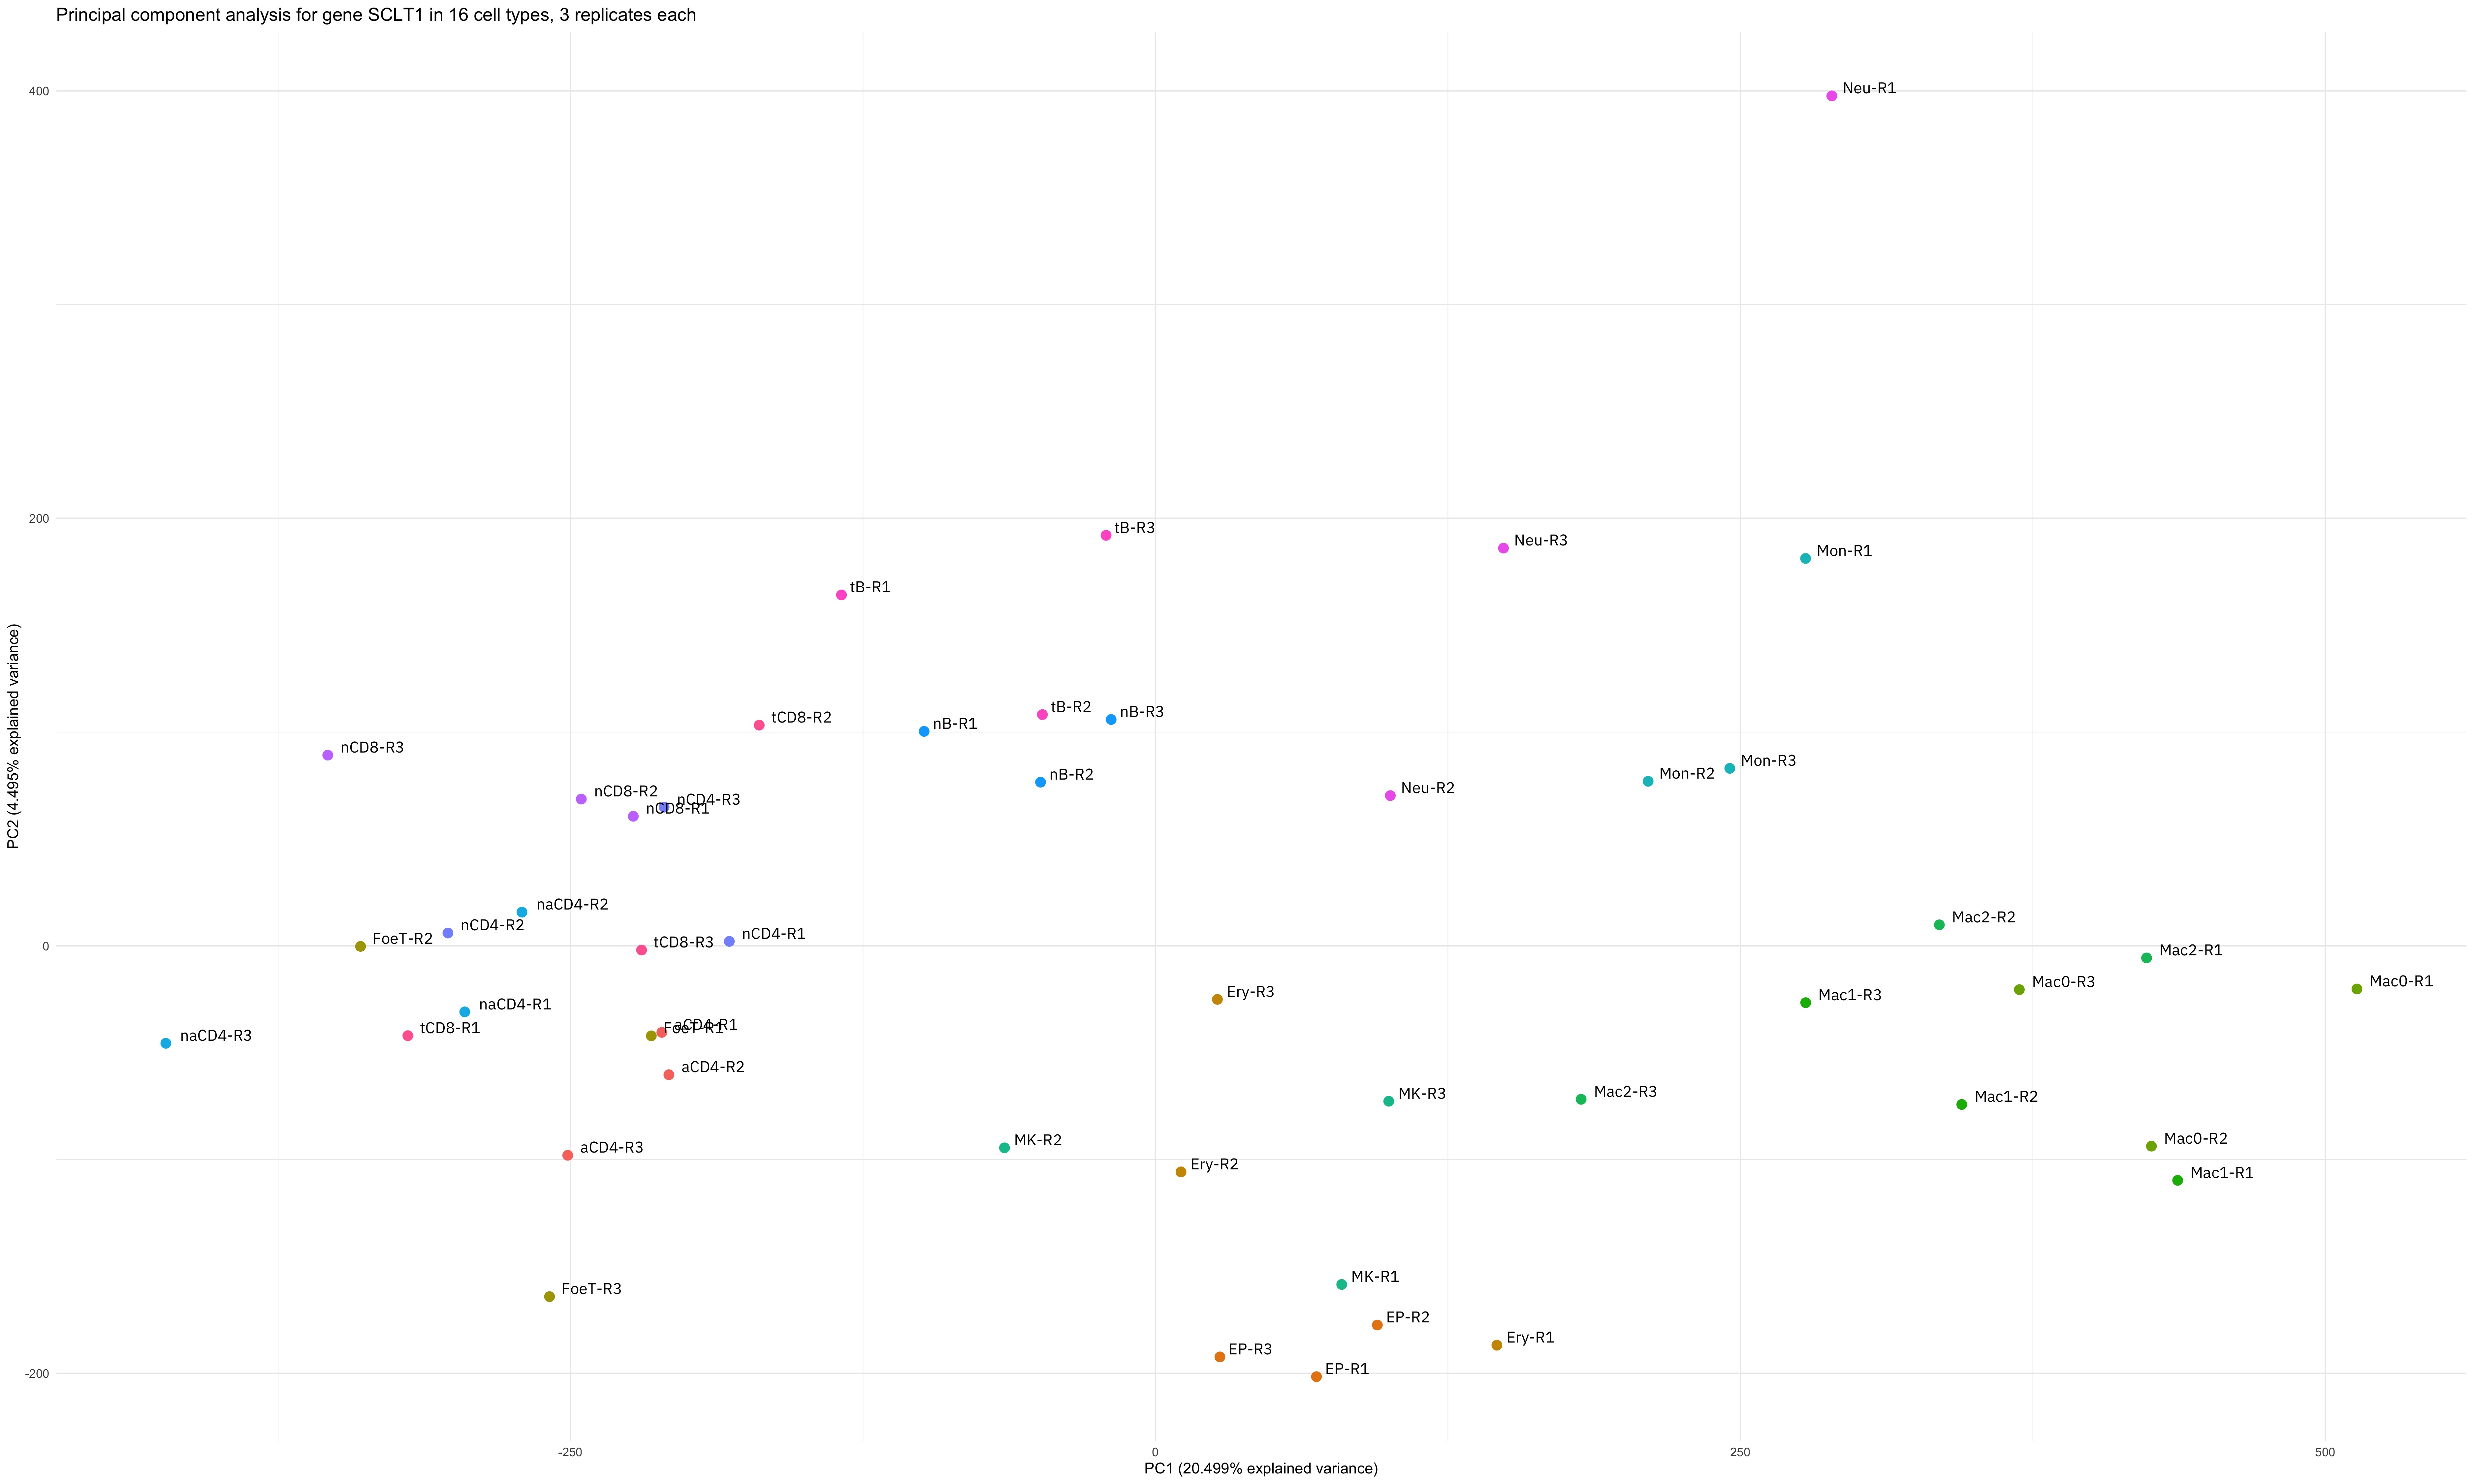 Principal component analysis for gene SCLT1 in 16 cell types, 3 replicates each
400
200
0
-200
PC2 (4.495% explained variance)
Neu-R1
tB-R3
Neu-R3
Mon-R1
tB-R1
tB-R2
nB-R3
tCD8-R2
nB-R1
nCD8-R3
Mon-R3
Mon-R2
nB-R2
Neu-R2
nCD8-R2
nCD4-R3
nCD8-R1
naCD4-R2
Mac2-R2
nCD4-R2
nCD4-R1
FoeT-R2
tCD8-R3
Mac2-R1
Mac0-R1
Mac0-R3
Ery-R3
Mac1-R3
naCD4-R1
aCD4-R1
FoeT-R1
tCD8-R1
naCD4-R3
aCD4-R2
Mac2-R3
MK-R3
Mac1-R2
Mac0-R2
MK-R2
aCD4-R3
Ery-R2
Mac1-R1
MK-R1
FoeT-R3
EP-R2
Ery-R1
EP-R3
EP-R1
-250
0
250
500
PC1 (20.499% explained variance)